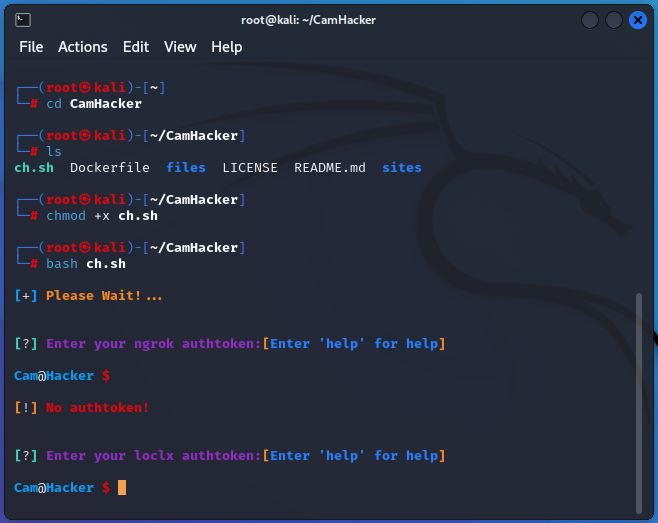 root@kali: ~/CamHacker
File Actions Edit View Help
┌──(root㉿kali)-[~]
└─# cd CamHacker
┌──(root㉿kali)-[~/CamHacker]
└─# ls
ch.sh Dockerfile files LICENSE README.md sites
┌──(root㉿kali)-[~/CamHacker]
└─# chmod +x ch.sh
┌──(root㉿kali)-[~/CamHacker]
└─# bash ch.sh
[+] Please Wait!...
[?] Enter your ngrok authtoken:[Enter 'help' for help]
Cam@Hacker $
[!] No authtoken!
[?] Enter your loclx authtoken:[Enter 'help' for help]
Cam@Hacker $